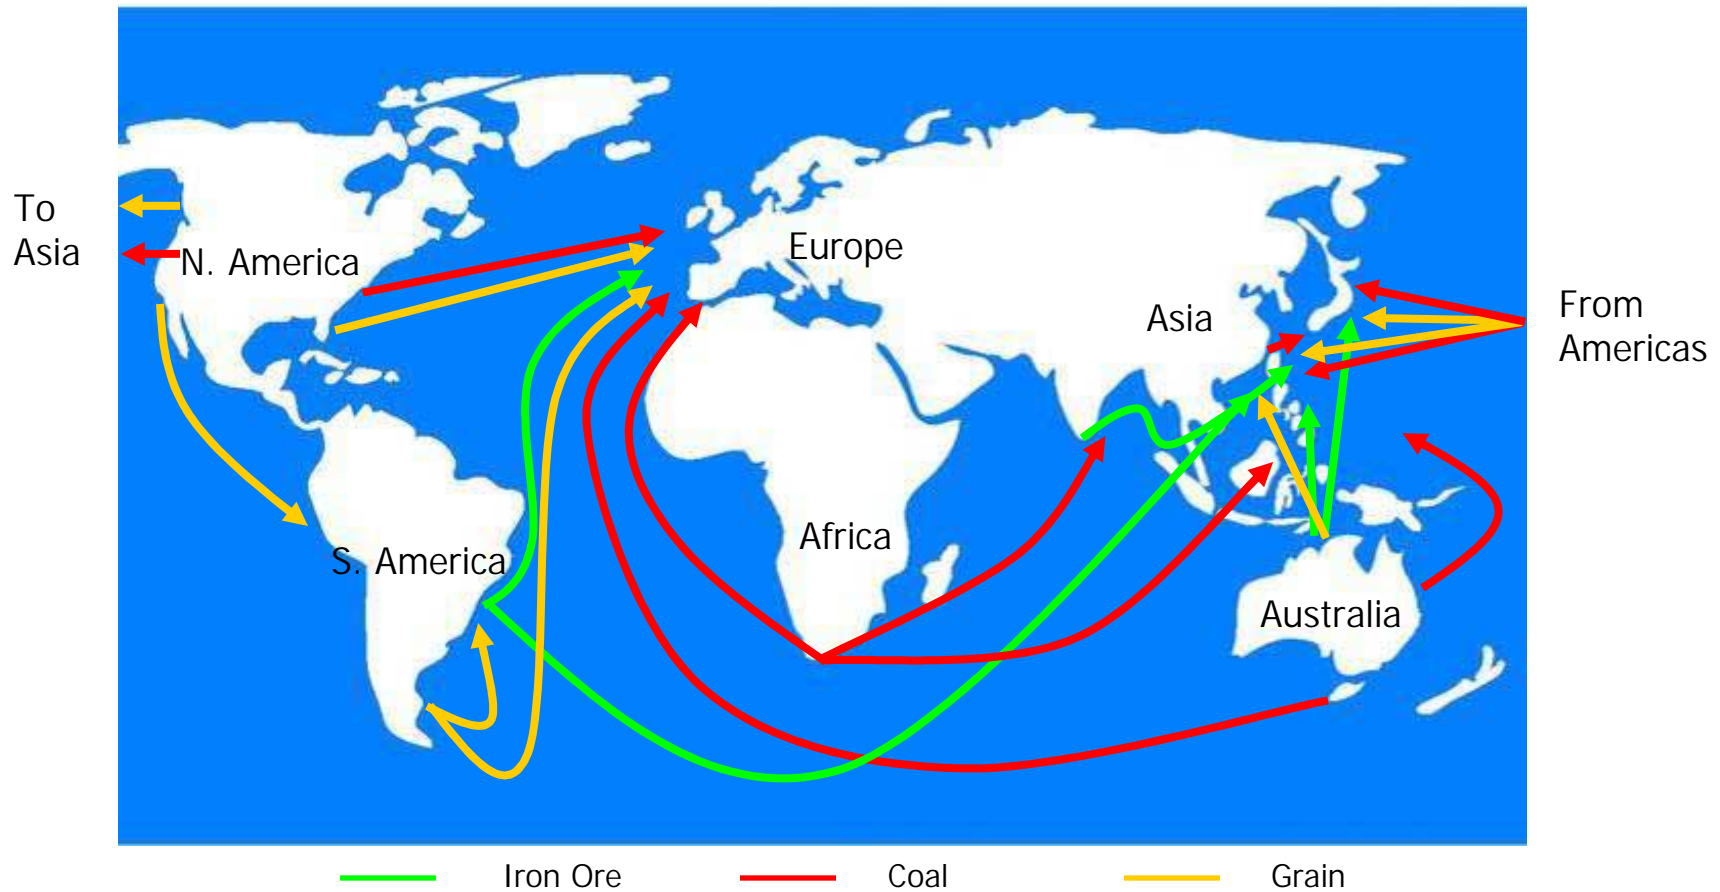 To
Asia
N. America
Europe
Asia
From
Americas
S. America
Africa
Australia
Iron Ore
Coal
Grain